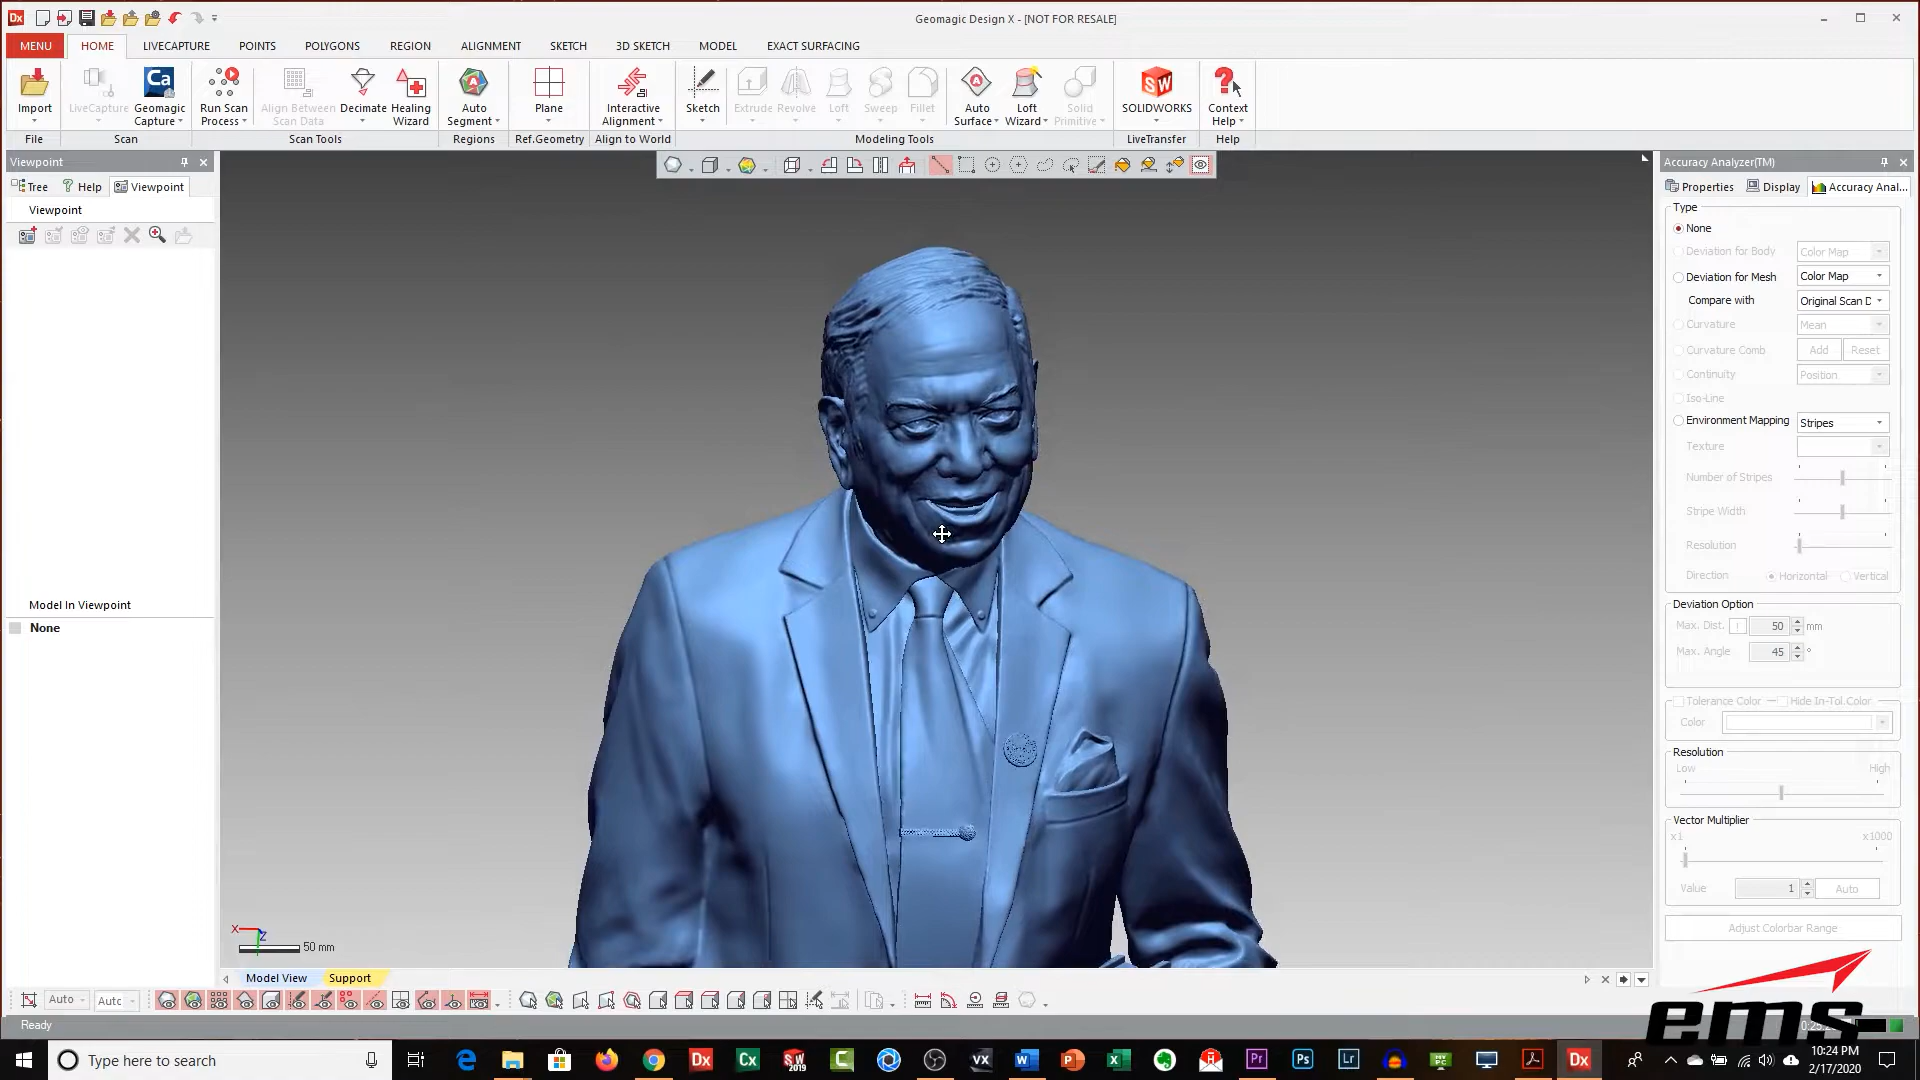 Geomagic Design X - [NOT FOR RESALE]
MENU HOME LIVECAPTURE POINTS POLYGONS REGION ALIGNMENT SKETCH 3D SKETCH MODEL EXACT SURFACING
Import LiveCapture Geomagic Capture Run Scan Process Align Between Scan Data Decimate Healing Wizard Auto Segment Plane Interactive Alignment Sketch Extrude Revolve Loft Sweep Fillet Auto Surface Loft Wizard Solid Primitive SOLIDWORKS Context Help
File Scan Scan Tools Regions Ref.Geometry Align to World Modeling Tools LiveTransfer Help
Viewpoint
Tree Help Viewpoint
Viewpoint
Model In Viewpoint
None
Accuracy Analyzer(TM)
Properties Display Accuracy Anal...
Type
None
Deviation for Body Color Map
Deviation for Mesh Color Map
Compare with Original Scan D
Curvature Mean
Curvature Comb Add Reset
Continuity Position
Iso-Line
Environment Mapping Stripes
Texture
Number of Stripes
Stripe Width
Resolution
Direction Horizontal Vertical
Deviation Option
Max. Dist. 50 mm
Max. Angle 45 °
Tolerance Color Hide In-Tol.Color
Color
Resolution
Low High
Vector Multiplier
x1 x1000
Value 1 Auto
Adjust Colorbar Range
X Z
50 mm
Model View Support
Auto Autc
Ready
ems
Type here to search
10:24 PM
2/17/2020